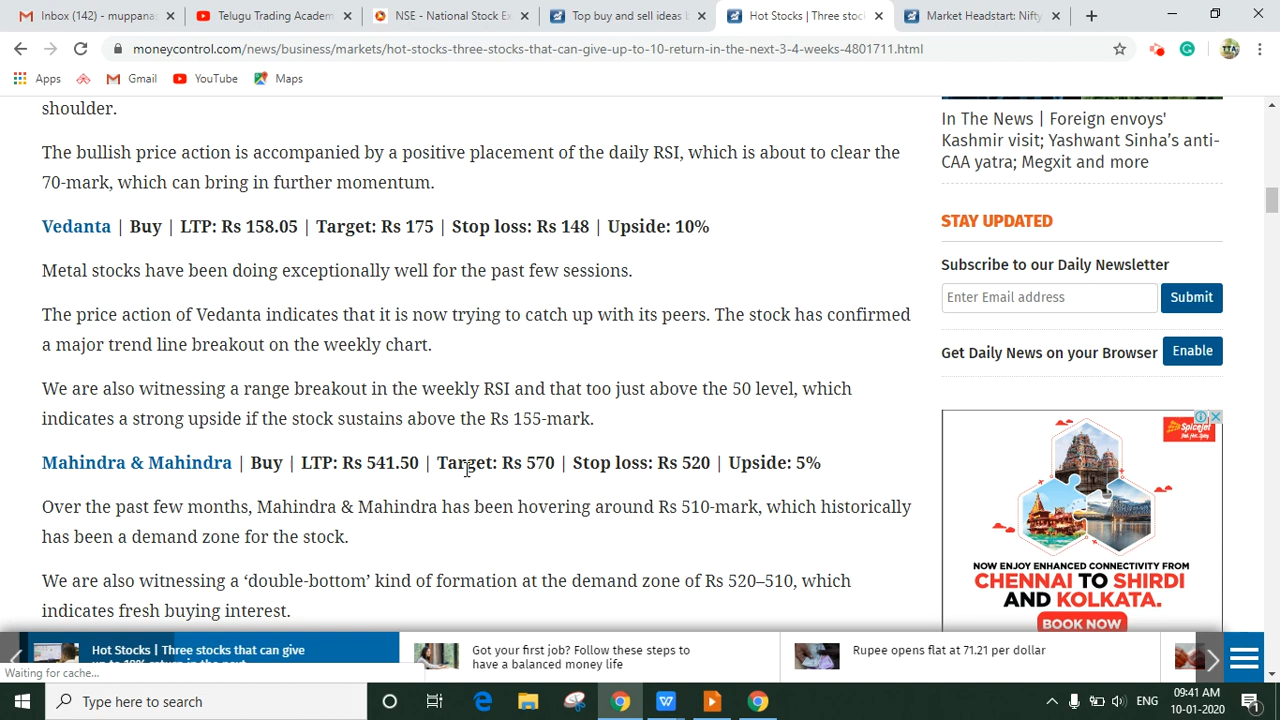 Inbox (142) - muppana
Telugu Trading Academ
NSE - National Stock Ex
Top buy and sell ideas b
Hot Stocks | Three stoc
Market Headstart: Nifty
moneycontrol.com/news/business/markets/hot-stocks-three-stocks-that-can-give-up-to-10-return-in-the-next-3-4-weeks-4801711.html
Apps
Gmail
YouTube
Maps
shoulder.
The bullish price action is accompanied by a positive placement of the daily RSI, which is about to clear the
70-mark, which can bring in further momentum.
Vedanta | Buy | LTP: Rs 158.05 | Target: Rs 175 | Stop loss: Rs 148 | Upside: 10%
Metal stocks have been doing exceptionally well for the past few sessions.
The price action of Vedanta indicates that it is now trying to catch up with its peers. The stock has confirmed
a major trend line breakout on the weekly chart.
We are also witnessing a range breakout in the weekly RSI and that too just above the 50 level, which
indicates a strong upside if the stock sustains above the Rs 155-mark.
Mahindra & Mahindra | Buy | LTP: Rs 541.50 | Target: Rs 570 | Stop loss: Rs 520 | Upside: 5%
Over the past few months, Mahindra & Mahindra has been hovering around Rs 510-mark, which historically
has been a demand zone for the stock.
We are also witnessing a ‘double-bottom’ kind of formation at the demand zone of Rs 520–510, which
indicates fresh buying interest.
In The News | Foreign envoys'
Kashmir visit; Yashwant Sinha’s anti-
CAA yatra; Megxit and more
STAY UPDATED
Subscribe to our Daily Newsletter
Enter Email address
Submit
Get Daily News on your Browser
Enable
SpiceJet
NOW ENJOY ENHANCED CONNECTIVITY FROM
CHENNAI TO SHIRDI
AND KOLKATA.
BOOK NOW
Hot Stocks | Three stocks that can give
up to 10% return in the next
Got your first job? Follow these steps to
have a balanced money life
Rupee opens flat at 71.21 per dollar
Waiting for cache...
Type here to search
ENG
09:41 AM
10-01-2020